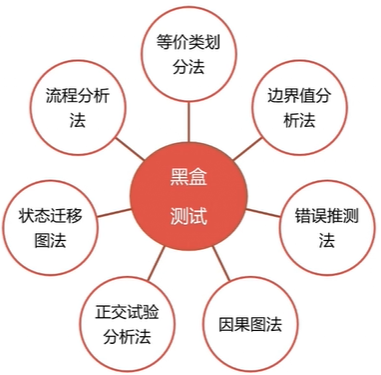 等价类划
分法
边界值分
析法
错误推测
法
因果图法
正交试验
分析法
状态迁移
图法
流程分析
法
黑盒
测试